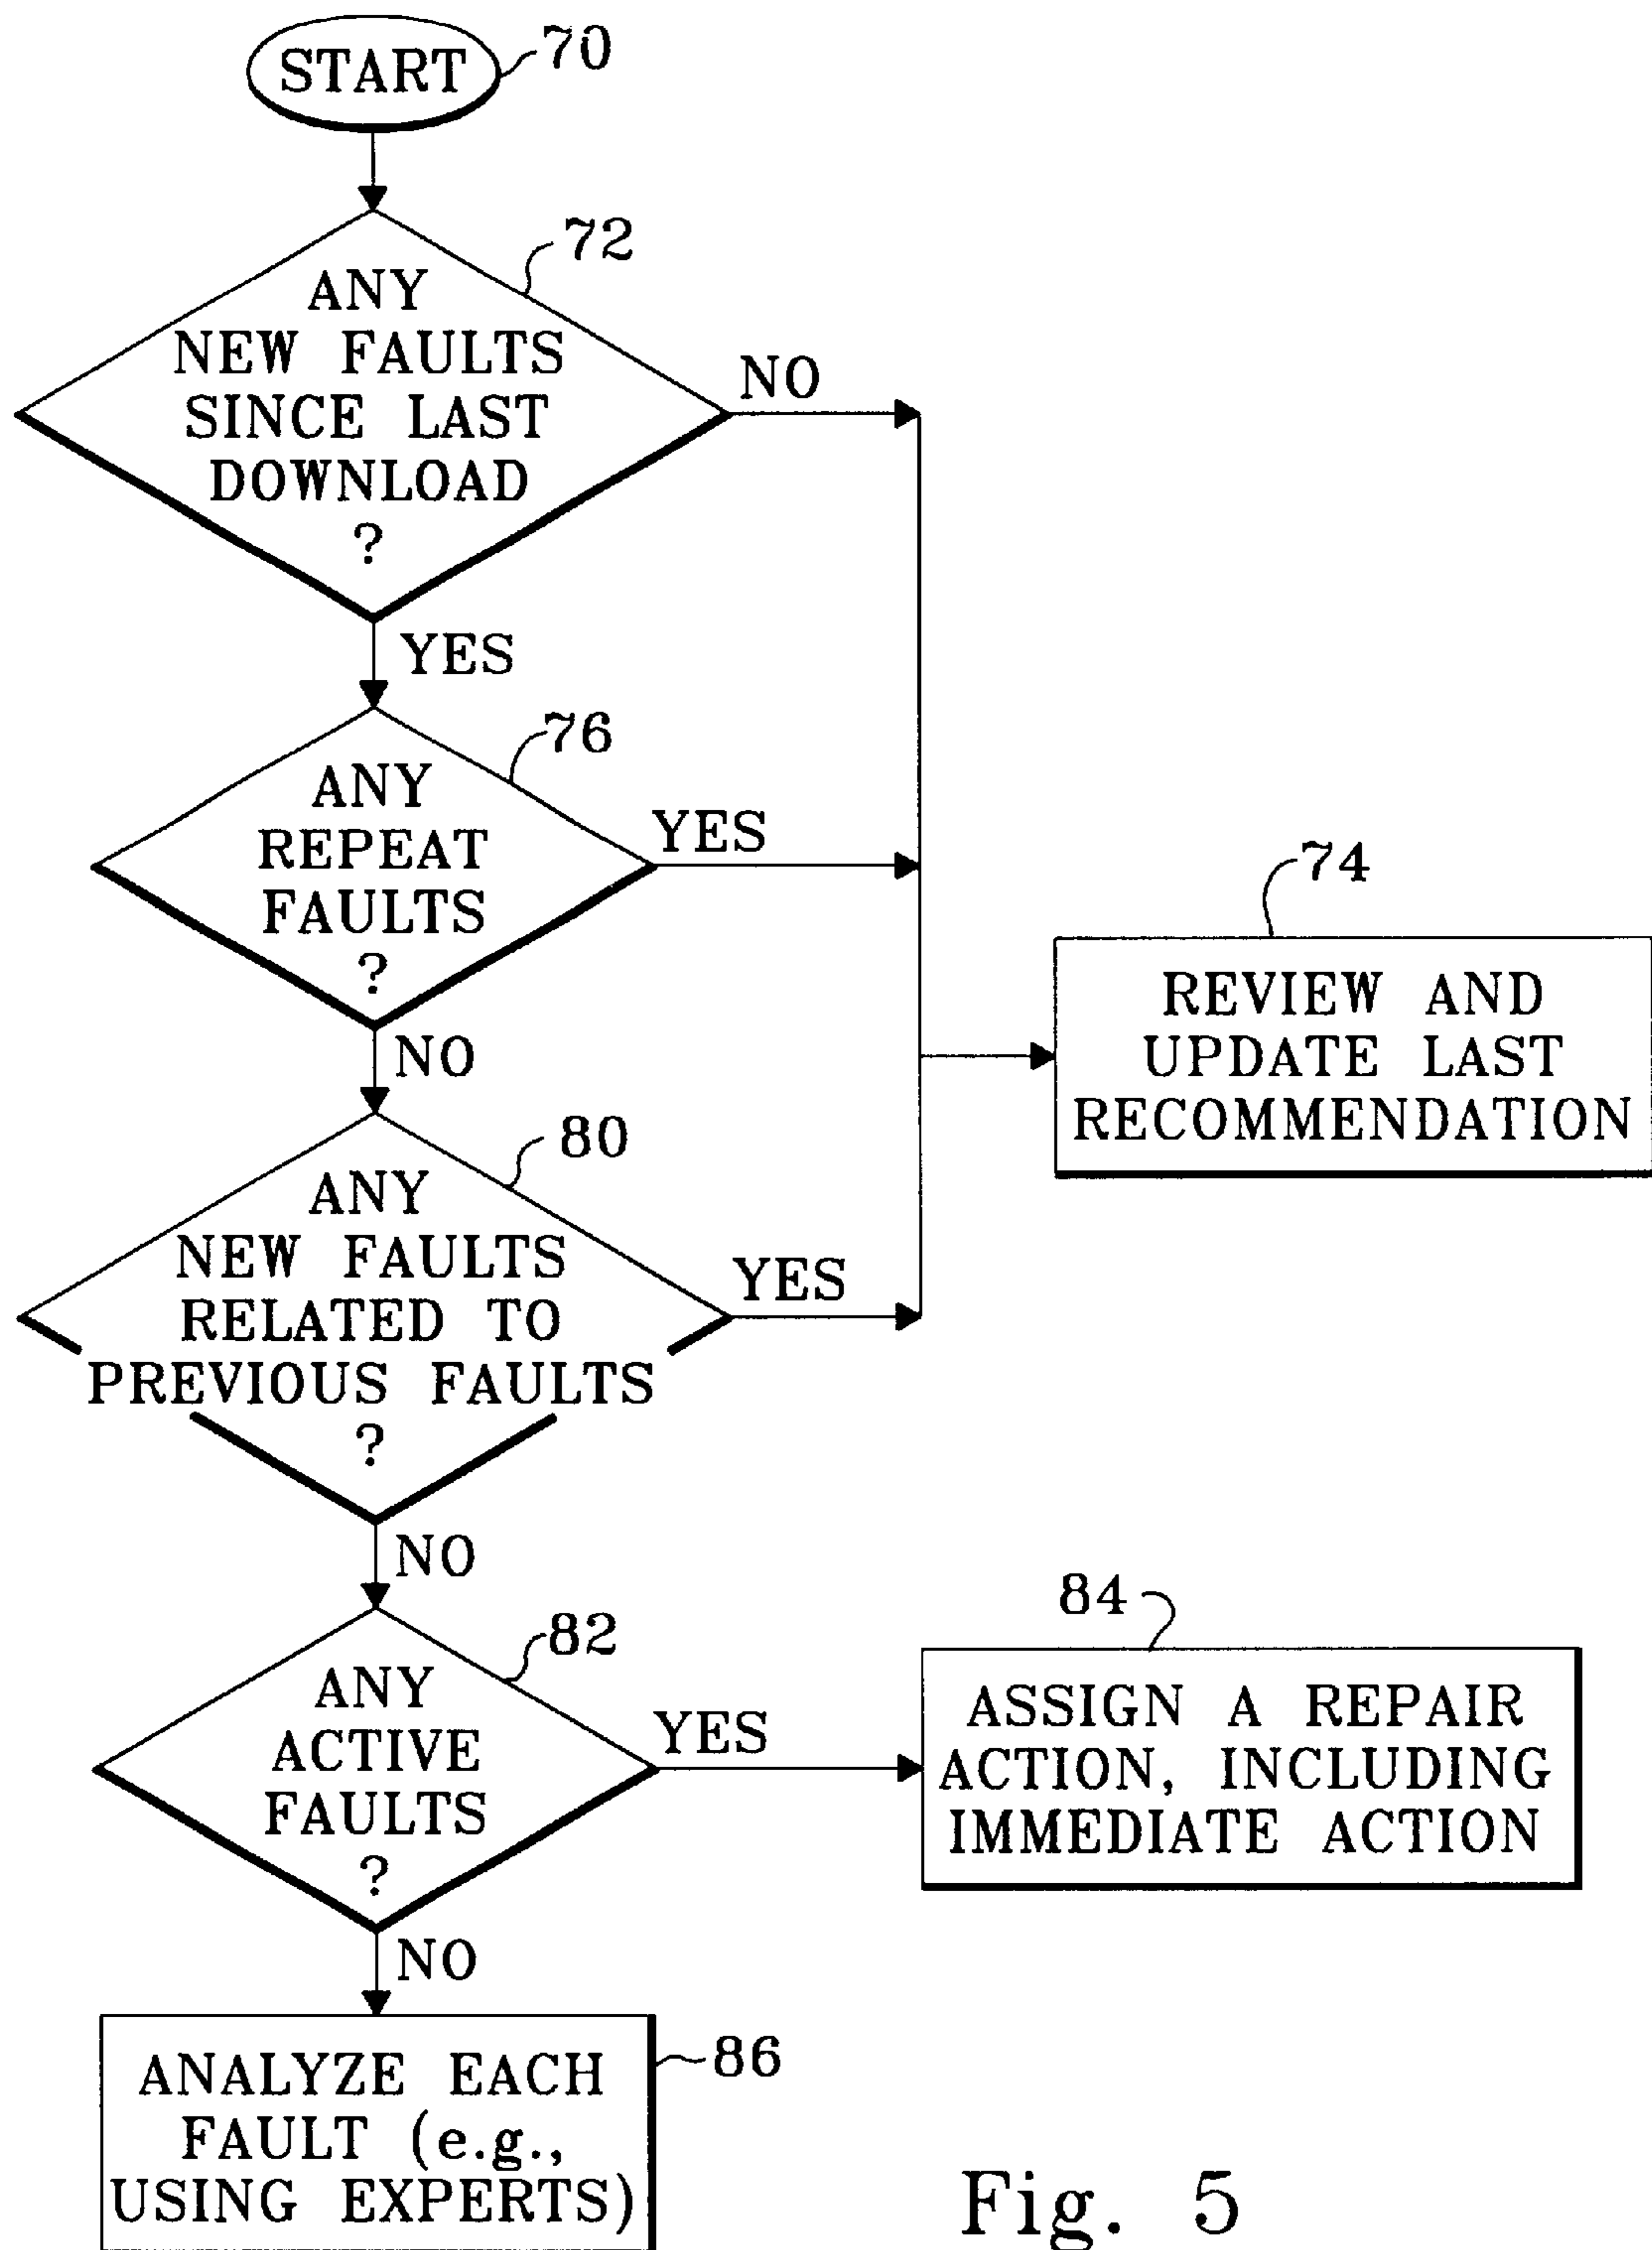 START
70
72
ANY
NEW FAULTS
SINCE LAST
DOWNLOAD
?
NO
YES
76
ANY
REPEAT
FAULTS
?
YES
NO
74
REVIEW AND
UPDATE LAST
RECOMMENDATION
80
ANY
NEW FAULTS
RELATED TO
PREVIOUS FAULTS
?
YES
NO
82
ANY
ACTIVE
FAULTS
?
YES
NO
84
ASSIGN A REPAIR
ACTION, INCLUDING
IMMEDIATE ACTION
86
ANALYZE EACH
FAULT (e.g.,
USING EXPERTS)
Fig. 5